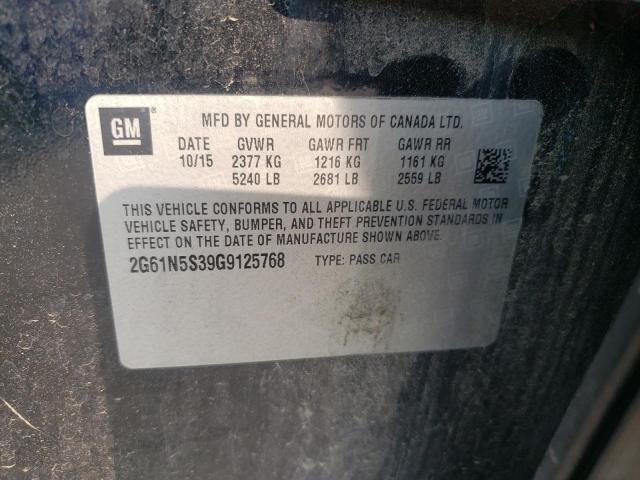 GM®
MFD BY GENERAL MOTORS OF CANADA LTD.
DATE GVWR GAWR FRT GAWR RR
10/15 2377 KG 1216 KG 1161 KG
5240 LB 2681 LB 2559 LB
THIS VEHICLE CONFORMS TO ALL APPLICABLE U.S. FEDERAL MOTOR
VEHICLE SAFETY, BUMPER, AND THEFT PREVENTION STANDARDS IN
EFFECT ON THE DATE OF MANUFACTURE SHOWN ABOVE.
2G61N5S39G9125768 TYPE: PASS CAR